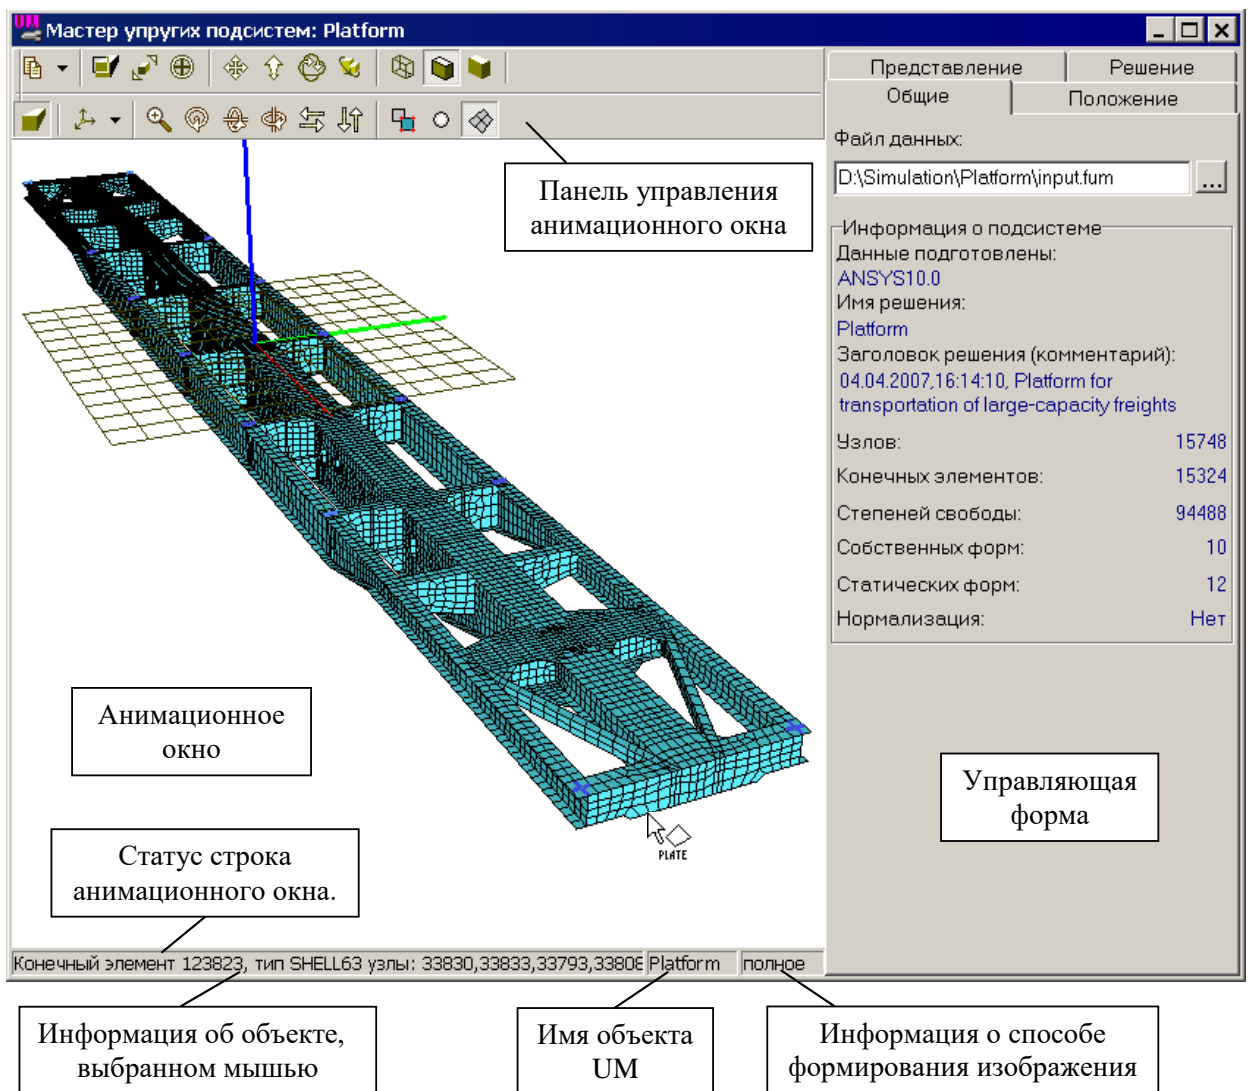 UM
Мастер упругих подсистем: Platform
Представление
Решение
Общие
Положение
Файл данных:
D:\Simulation\Platform\input.fum
...
Информация о подсистеме
Данные подготовлены:
ANSYS10.0
Имя решения:
Platform
Заголовок решения (комментарий):
04.04.2007,16:14:10, Platform for
transportation of large-capacity freights
Узлов: 15748
Конечных элементов: 15324
Степеней свободы: 94488
Собственных форм: 10
Статических форм: 12
Нормализация: Нет
Панель управления
анимационного окна
Анимационное
окно
Управляющая
форма
PLATE
Статус строка
анимационного окна.
Конечный элемент 123823, тип SHELL63 узлы: 33830,33833,33793,33808
Platform
полное
Информация об объекте,
выбранном мышью
Имя объекта
UM
Информация о способе
формирования изображения